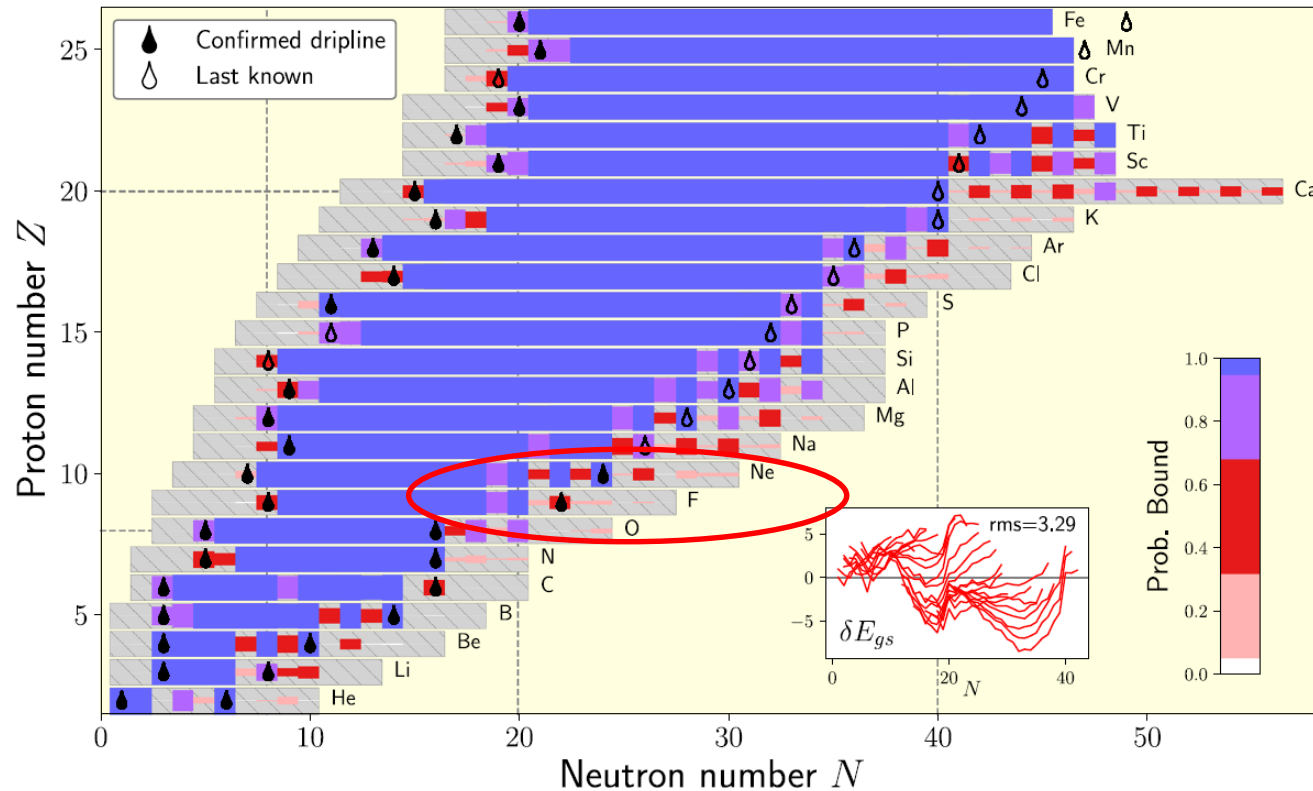 Confirmed dripline
Last known
25
20
15
10
5
Proton number Z
Fe
Mn
Cr
V
Ti
Sc
Ca
K
Ar
Cl
S
P
Si
Al
Mg
Na
Ne
F
O
N
C
B
Be
Li
He
0
10
20
30
40
50
Neutron number N
rms=3.29
5
0
−5
δE_gs
0
20
40
N
1.0
0.8
0.6
0.4
0.2
0.0
Prob. Bound